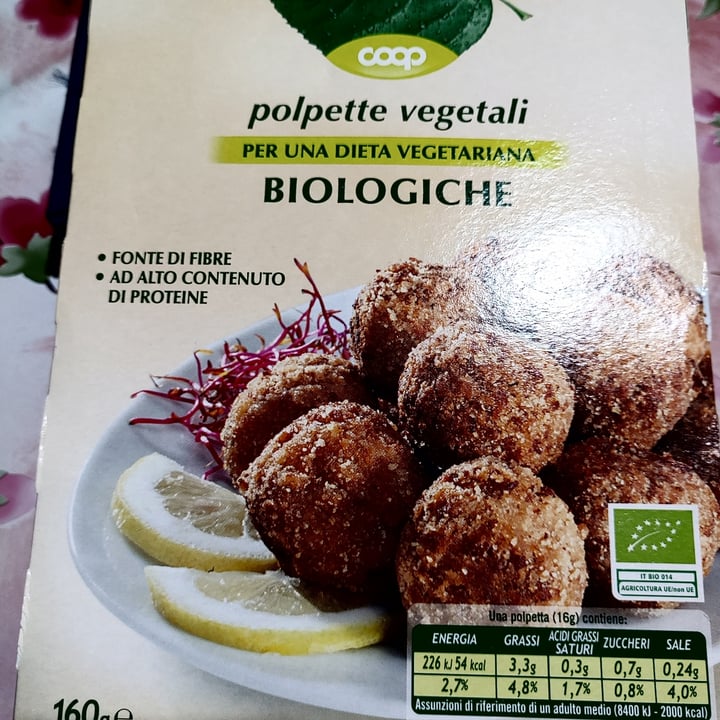 coop
polpette vegetali
PER UNA DIETA VEGETARIANA
BIOLOGICHE
• FONTE DI FIBRE
• AD ALTO CONTENUTO
DI PROTEINE
IT BIO 014
AGRICOLTURA UE/non UE
Una polpetta (16g) contiene:
ENERGIA GRASSI ACIDI GRASSI SATURI ZUCCHERI SALE
226 kJ 54 kcal 3,3g 0,3g 0,7g 0,24g
2,7% 4,8% 1,7% 0,8% 4,0%
Assunzioni di riferimento di un adulto medio (8400 kJ - 2000 kcal)
160g e